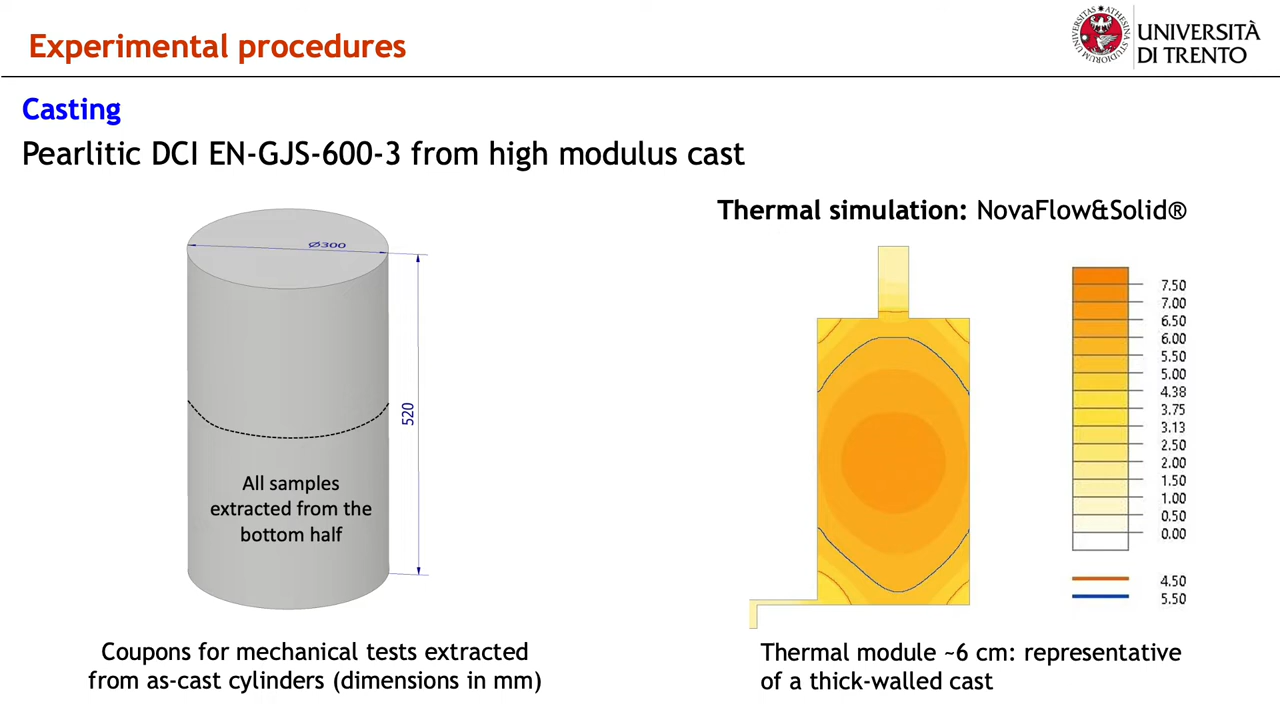 Experimental procedures
UNIVERSITÀ
DI TRENTO
Casting
Pearlitic DCI EN-GJS-600-3 from high modulus cast
Thermal simulation: NovaFlow&Solid®
Ø300
520
All samples
extracted from the
bottom half
7.50
7.00
6.50
6.00
5.50
5.00
4.38
3.75
3.13
2.50
2.00
1.50
1.00
0.50
0.00
4.50
5.50
Coupons for mechanical tests extracted
from as-cast cylinders (dimensions in mm)
Thermal module ~6 cm: representative
of a thick-walled cast